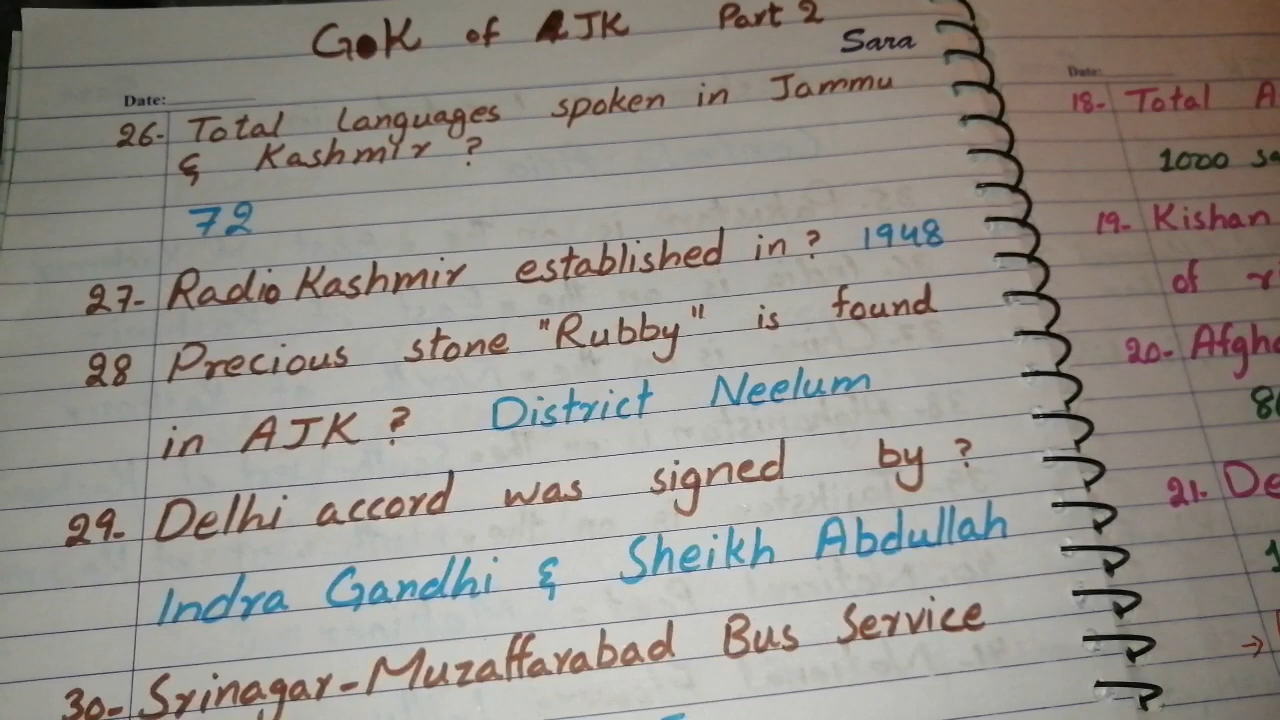 GOK of AJK Part 2
Sara
Date:
26- Total languages spoken in Jammu
& Kashmir ?
72
27- Radio Kashmir established in ? 1948
28 Precious stone "Rubby" is found
in AJK ? District Neelum
29- Delhi accord was signed by ?
Indra Gandhi & Sheikh Abdullah
30- Srinagar-Muzaffarabad Bus Service
Date:
18- Total A
1000
19- Kishan
of
20- Afgh
21- De